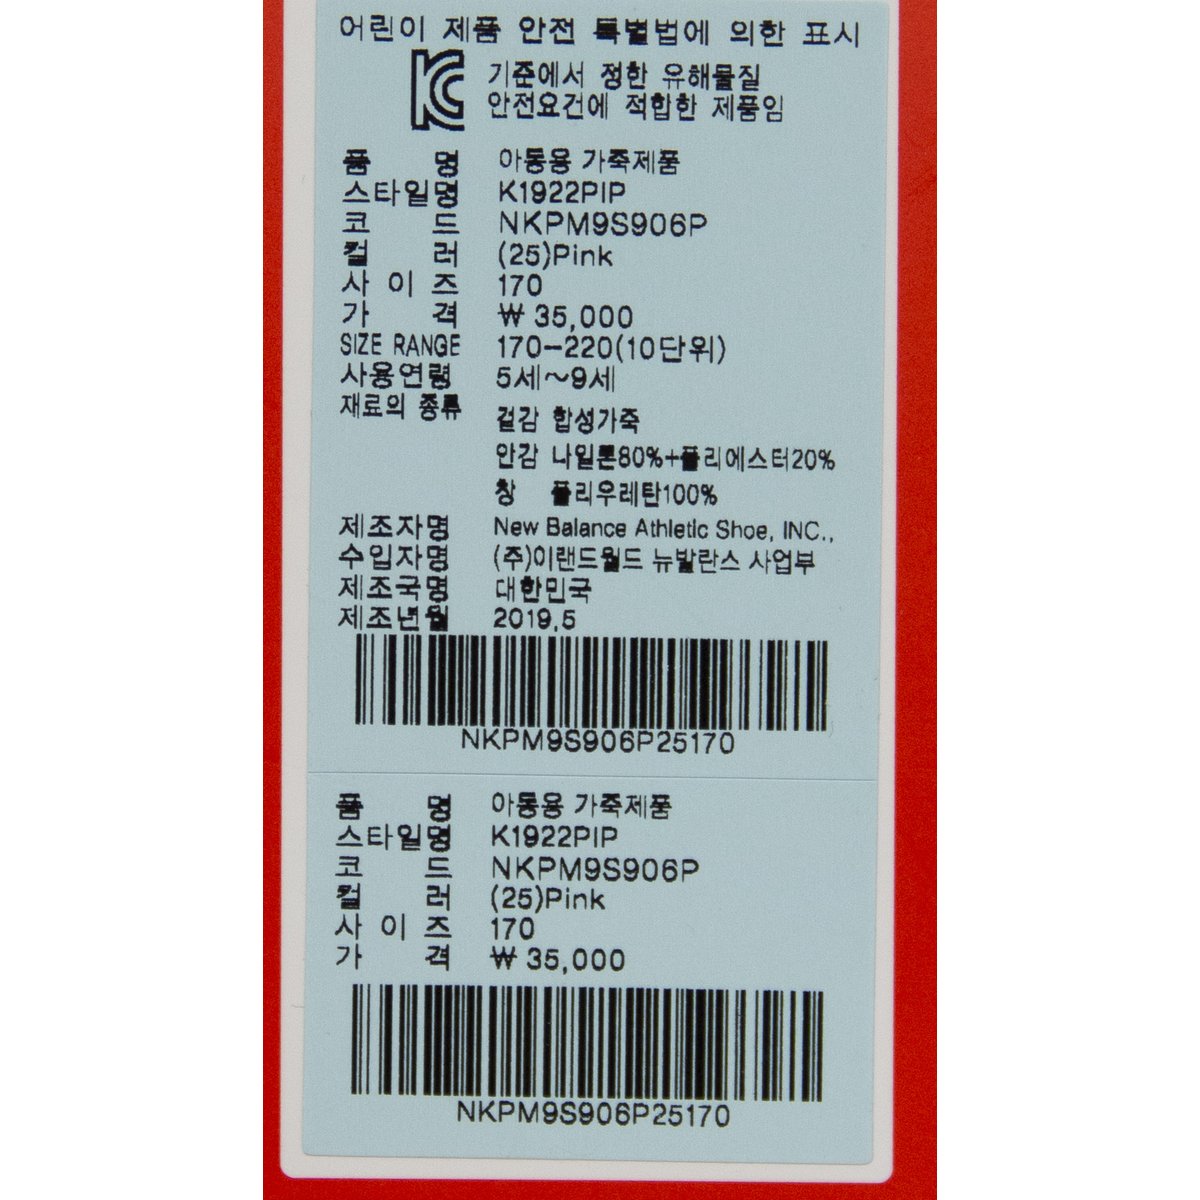 어린이 제품 안전 특별법에 의한 표시
KC 기준에서 정한 유해물질
안전요건에 적합한 제품임
품 명 아동용 가죽제품
스타일명 K1922PIP
코 드 NKPM9S906P
컬 러 (25)Pink
사 이 즈 170
가 격 ₩ 35,000
SIZE RANGE 170-220(10단위)
사용연령 5세~9세
재료의 종류 겉감 합성가죽
안감 나일론80%+폴리에스터20%
창 폴리우레탄100%
제조자명 New Balance Athletic Shoe, INC.,
수입자명 (주)이랜드월드 뉴발란스 사업부
제조국명 대한민국
제조년월 2019.5
NKPM9S906P25170
품 명 아동용 가죽제품
스타일명 K1922PIP
코 드 NKPM9S906P
컬 러 (25)Pink
사 이 즈 170
가 격 ₩ 35,000
NKPM9S906P25170